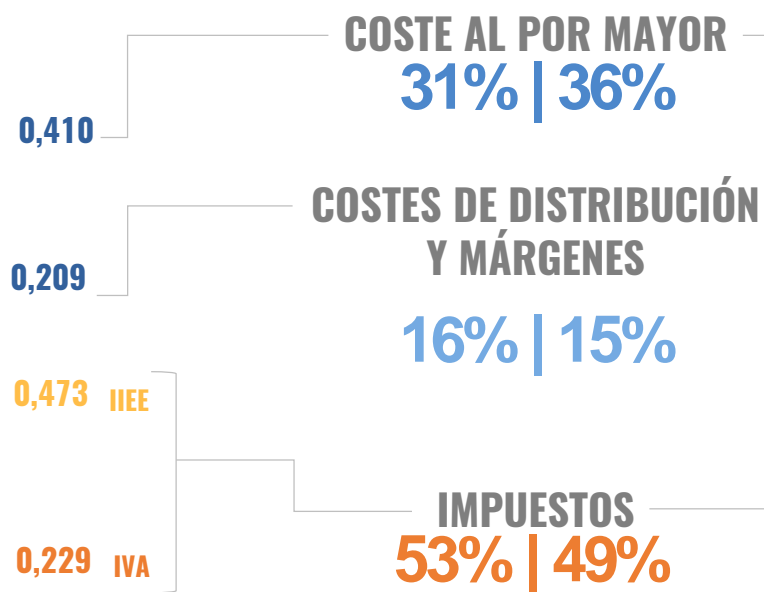 COSTE AL POR MAYOR
31% | 36%
0,410
COSTES DE DISTRIBUCIÓN
Y MÁRGENES
0,209
16% | 15%
0,473 IIEE
IMPUESTOS
53% | 49%
0,229 IVA